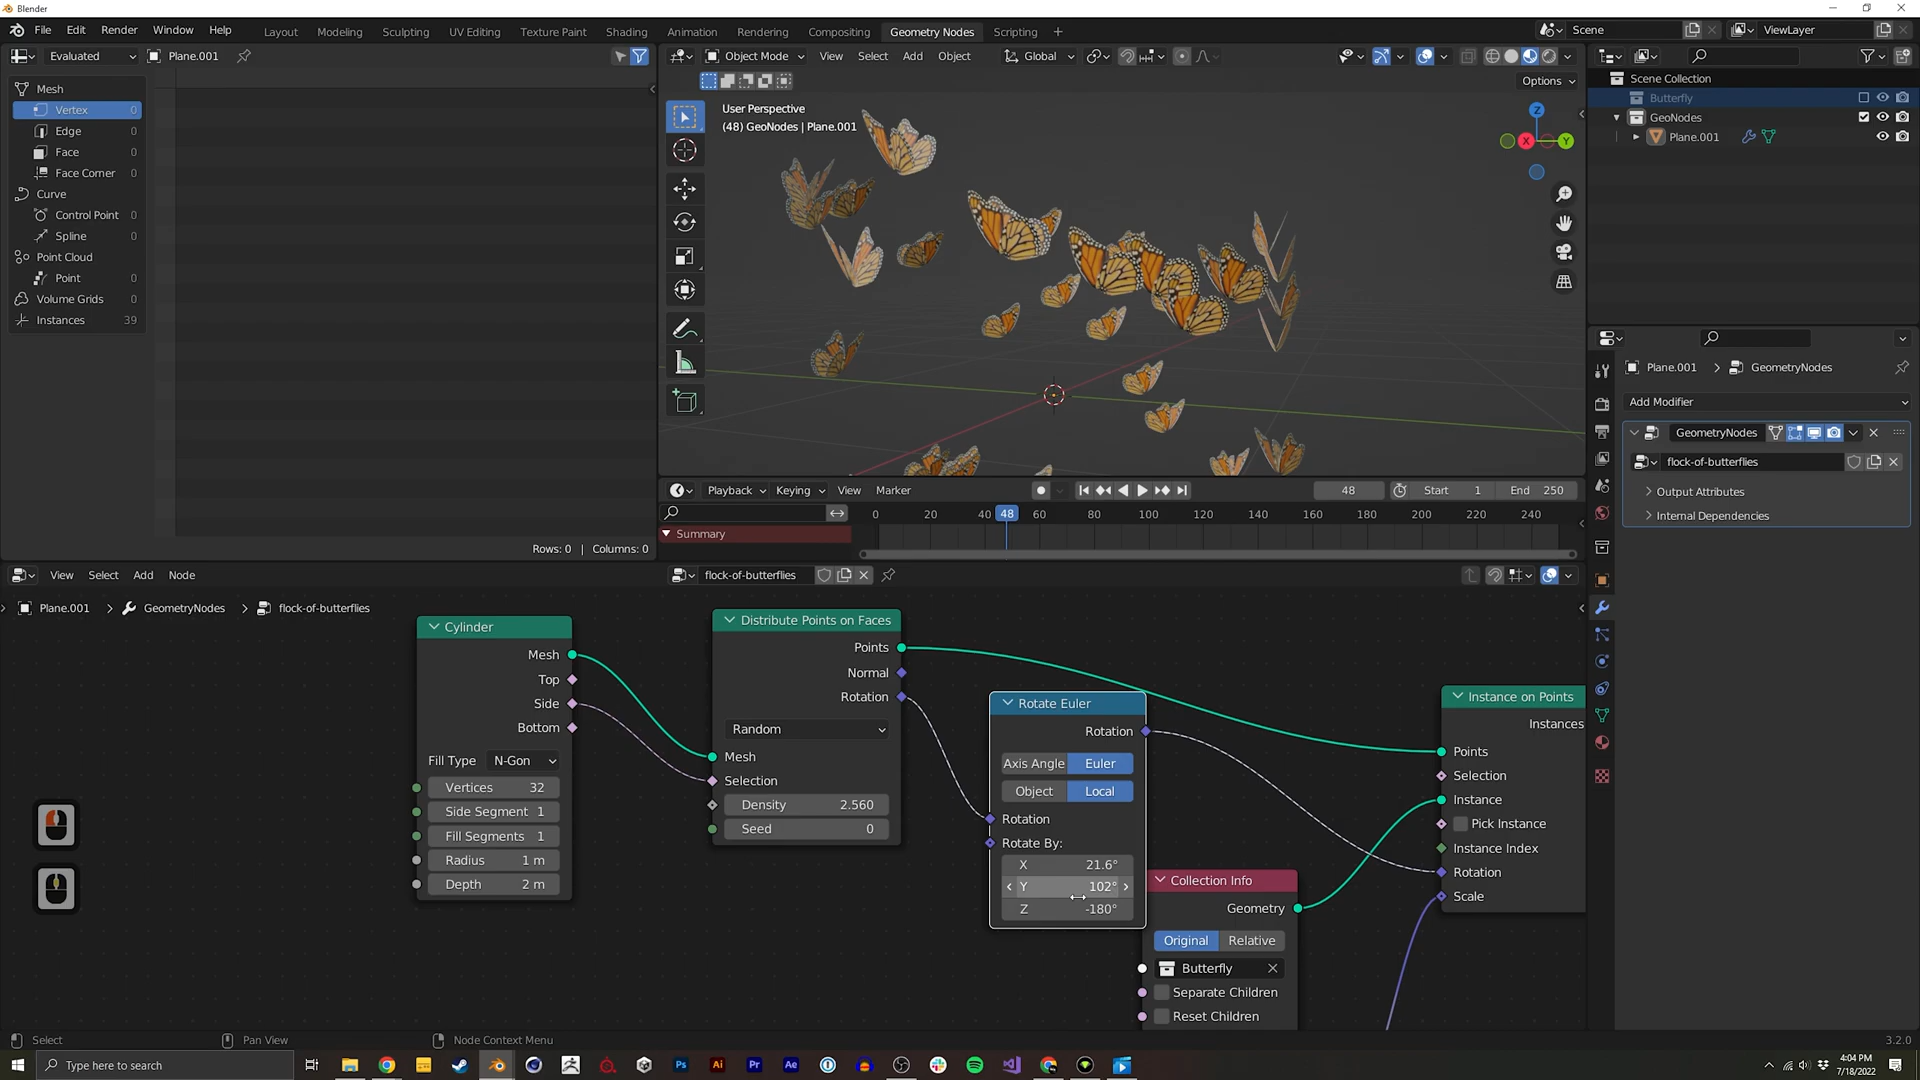 Blender
File Edit Render Window Help
Layout Modeling Sculpting UV Editing Texture Paint Shading Animation Rendering Compositing Geometry Nodes Scripting +
Scene
ViewLayer
Evaluated
Plane.001
Mesh
Vertex 0
Edge 0
Face 0
Face Corner 0
Curve
Control Point 0
Spline 0
Point Cloud
Point 0
Volume Grids 0
Instances 39
Rows: 0 | Columns: 0
Object Mode View Select Add Object
Global
Options
User Perspective
(48) GeoNodes | Plane.001
Z
X
Y
Playback Keying View Marker
48
Start 1
End 250
0 20 40 48 60 80 100 120 140 160 180 200 220 240
Summary
Scene Collection
Butterfly
GeoNodes
Plane.001
Plane.001 > GeometryNodes
Add Modifier
GeometryNodes
flock-of-butterflies
Output Attributes
Internal Dependencies
View Select Add Node
flock-of-butterflies
Plane.001 > GeometryNodes > flock-of-butterflies
Cylinder
Mesh
Top
Side
Bottom
Fill Type N-Gon
Vertices 32
Side Segment 1
Fill Segments 1
Radius 1 m
Depth 2 m
Distribute Points on Faces
Points
Normal
Rotation
Random
Mesh
Selection
Density 2.560
Seed 0
Rotate Euler
Rotation
Axis Angle Euler
Object Local
Rotation
Rotate By:
X 21.6°
Y 102°
Z -180°
Collection Info
Geometry
Original Relative
Butterfly
Separate Children
Reset Children
Instance on Points
Instances
Points
Selection
Instance
Pick Instance
Instance Index
Rotation
Scale
Select
Pan View
Node Context Menu
3.2.0
Type here to search
Ps Ai Pr Ae
4:04 PM
7/18/2022